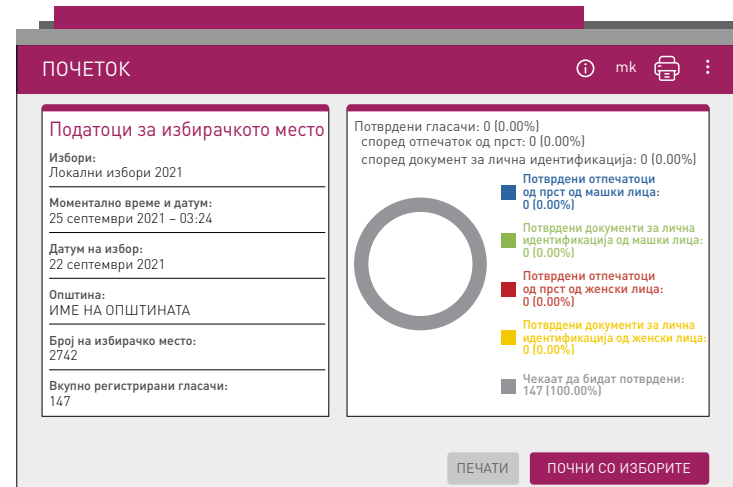 ПОЧЕТОК
mk
Податоци за избирачкото место
Избори:
Локални избори 2021
Моментално време и датум:
25 септември 2021 – 03:24
Датум на избор:
22 септември 2021
Општина:
ИМЕ НА ОПШТИНАТА
Број на избирачко место:
2742
Вкупно регистрирани гласачи:
147
Потврдени гласачи: 0 (0.00%)
според отпечаток од прст: 0 (0.00%)
според документ за лична идентификација: 0 (0.00%)
Потврдени отпечатоци
од прст од машки лица:
0 (0.00%)
Потврдени документи за лична
идентификација од машки лица:
0 (0.00%)
Потврдени отпечатоци
од прст од женски лица:
0 (0.00%)
Потврдени документи за лична
идентификација од женски лица:
0 (0.00%)
Чекаат да бидат потврдени:
147 (100.00%)
ПЕЧАТИ
ПОЧНИ СО ИЗБОРИТЕ